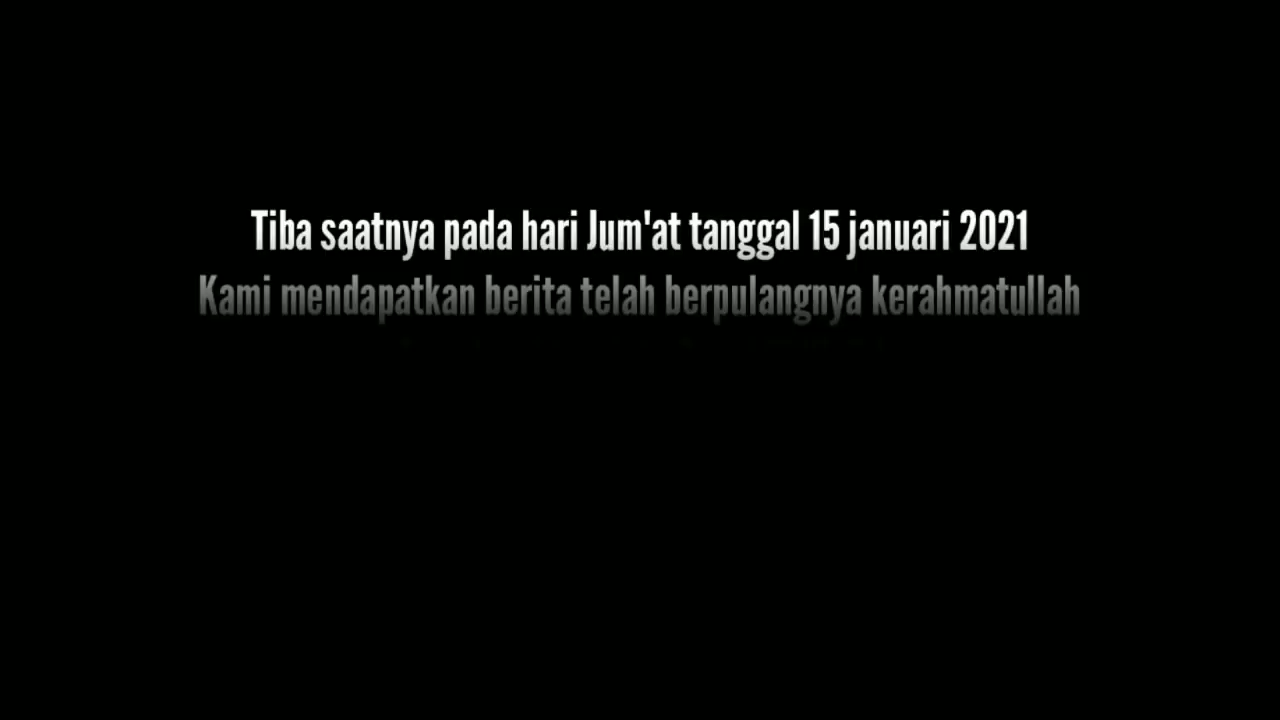 Tiba saatnya pada hari Jum'at tanggal 15 januari 2021
Kami mendapatkan berita telah berpulangnya kerahmatullah